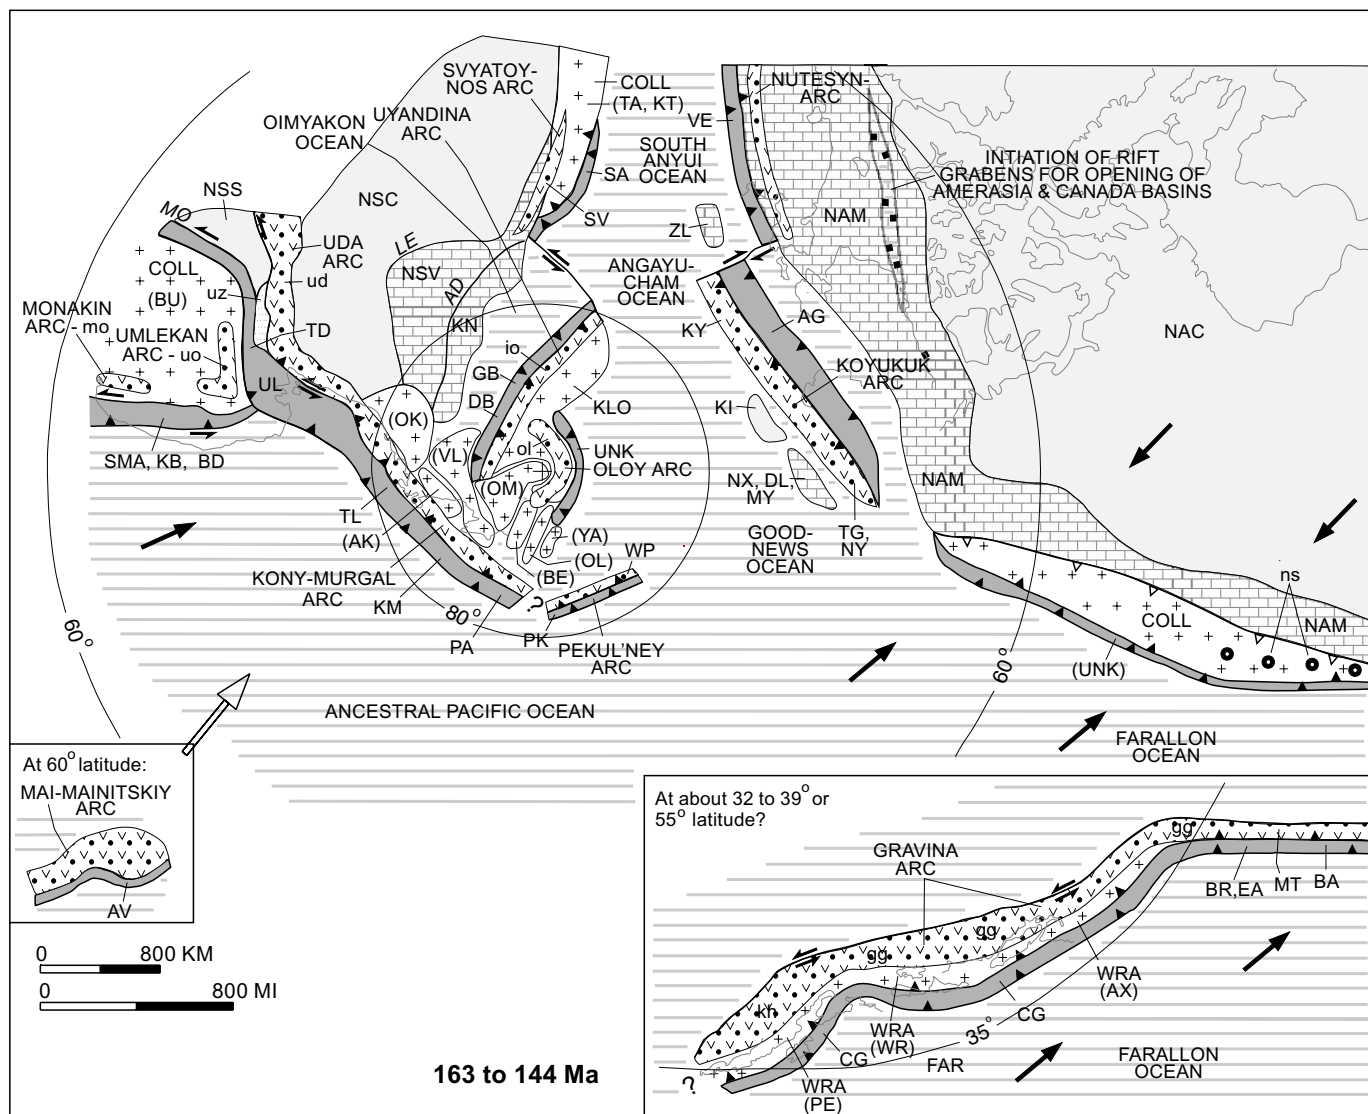 SVYATOY-
NOS ARC
COLL
(TA, KT)
NUTESYN-
ARC
UYANDINA
ARC
OIMYAKON
OCEAN
VE
SOUTH
ANYUI
OCEAN
INTIATION OF RIFT
GRABENS FOR OPENING OF
AMERASIA & CANADA BASINS
SA
NSS
NSC
MO
SV
ZL
NAM
UDA
ARC
LE
NSV
COLL
(BU)
ud
uz
AD
ANGAYU-
CHAM
OCEAN
MONAKIN
ARC - mo
UMLEKAN
ARC - uo
TD
KN
KY
AG
NAC
io
GB
KOYUKUK
ARC
UL
DB
KLO
KI
(OK)
(VL)
ol
UNK
OLOY ARC
SMA, KB, BD
(OM)
NX, DL,
MY
NAM
TL
(AK)
(YA)
GOOD-
NEWS
OCEAN
TG,
NY
WP
(OL)
(BE)
KONY-MURGAL
ARC
KM
80°
?
ns
60°
PA
PK
PEKUL'NEY
ARC
COLL
NAM
60°
(UNK)
ANCESTRAL PACIFIC OCEAN
FARALLON
OCEAN
At 60° latitude:
MAI-MAINITSKIY
ARC
AV
At about 32 to 39° or
55° latitude?
gg
GRAVINA
ARC
BR,EA
MT
BA
gg
gg
WRA
(AX)
kh
CG
WRA
(WR)
35°
CG
FAR
FARALLON
OCEAN
?
WRA
(PE)
0 800 KM
0 800 MI
163 to 144 Ma